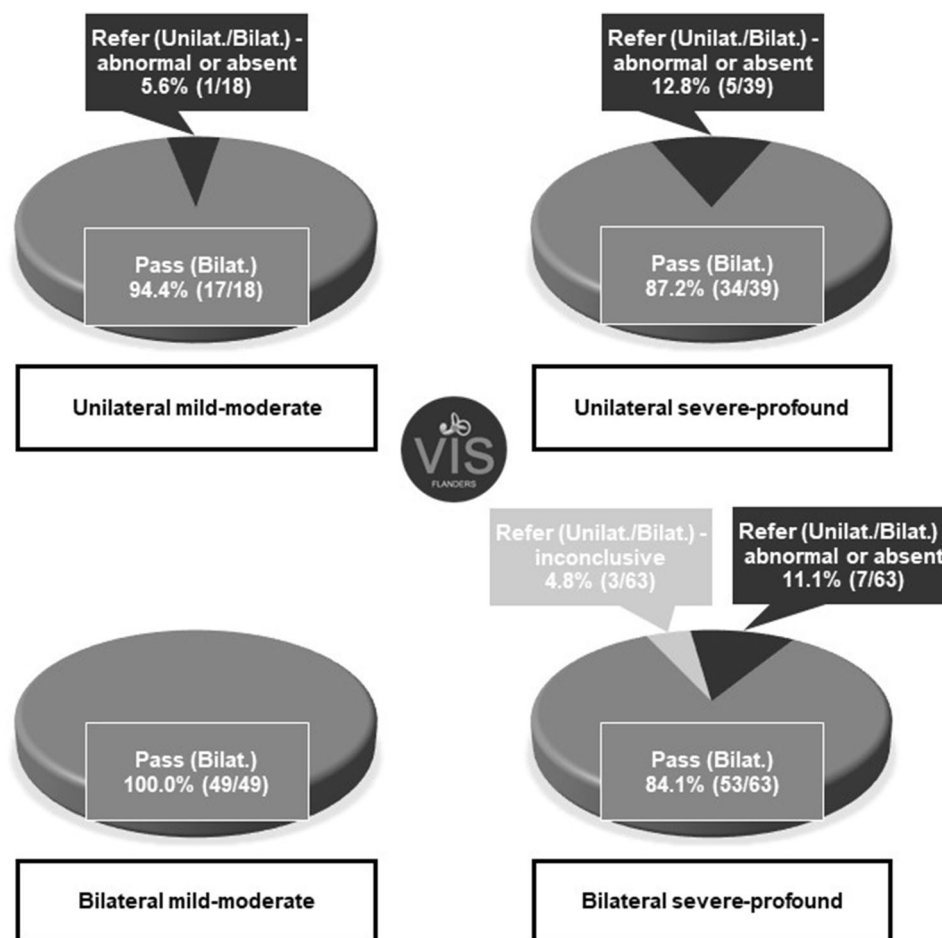 Refer (Unilat./Bilat.) -
abnormal or absent
5.6% (1/18)
Pass (Bilat.)
94.4% (17/18)
Unilateral mild-moderate
Refer (Unilat./Bilat.) -
abnormal or absent
12.8% (5/39)
Pass (Bilat.)
87.2% (34/39)
Unilateral severe-profound
VIS
FLANDERS
Pass (Bilat.)
100.0% (49/49)
Bilateral mild-moderate
Refer (Unilat./Bilat.) -
inconclusive
4.8% (3/63)
Refer (Unilat./Bilat.)
abnormal or absent
11.1% (7/63)
Pass (Bilat.)
84.1% (53/63)
Bilateral severe-profound